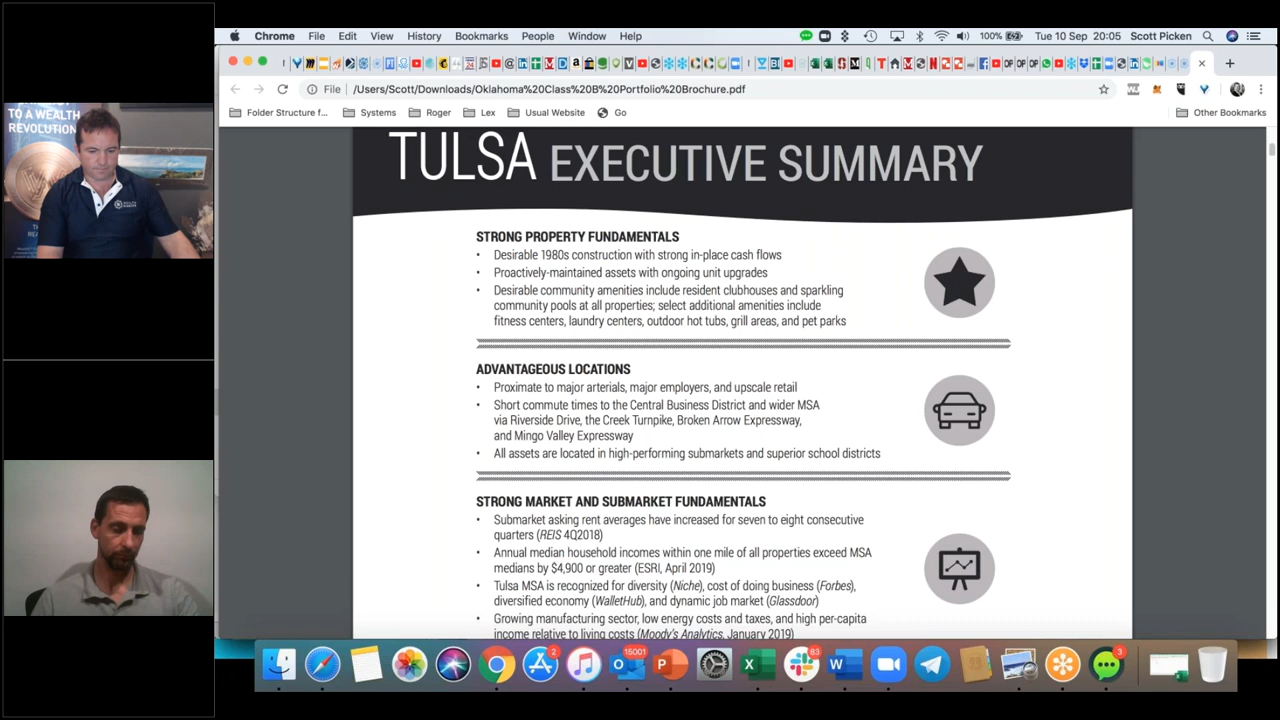 Chrome File Edit View History Bookmarks People Window Help 100% Tue 10 Sep 20:05 Scott Picken
File /Users/Scott/Downloads/Oklahoma%20Class%20B%20Portfolio%20Brochure.pdf
Folder Structure f... Systems Roger Lex Usual Website Go Other Bookmarks
TO A WEALTH
REVOLUTION
TULSA EXECUTIVE SUMMARY
STRONG PROPERTY FUNDAMENTALS
• Desirable 1980s construction with strong in-place cash flows
• Proactively-maintained assets with ongoing unit upgrades
• Desirable community amenities include resident clubhouses and sparkling
community pools at all properties; select additional amenities include
fitness centers, laundry centers, outdoor hot tubs, grill areas, and pet parks
ADVANTAGEOUS LOCATIONS
• Proximate to major arterials, major employers, and upscale retail
• Short commute times to the Central Business District and wider MSA
via Riverside Drive, the Creek Turnpike, Broken Arrow Expressway,
and Mingo Valley Expressway
• All assets are located in high-performing submarkets and superior school districts
STRONG MARKET AND SUBMARKET FUNDAMENTALS
• Submarket asking rent averages have increased for seven to eight consecutive
quarters (REIS 4Q2018)
• Annual median household incomes within one mile of all properties exceed MSA
medians by $4,900 or greater (ESRI, April 2019)
• Tulsa MSA is recognized for diversity (Niche), cost of doing business (Forbes),
diversified economy (WalletHub), and dynamic job market (Glassdoor)
• Growing manufacturing sector, low energy costs and taxes, and high per-capita
income relative to living costs (Moody's Analytics, January 2019)
2 15001 83 3